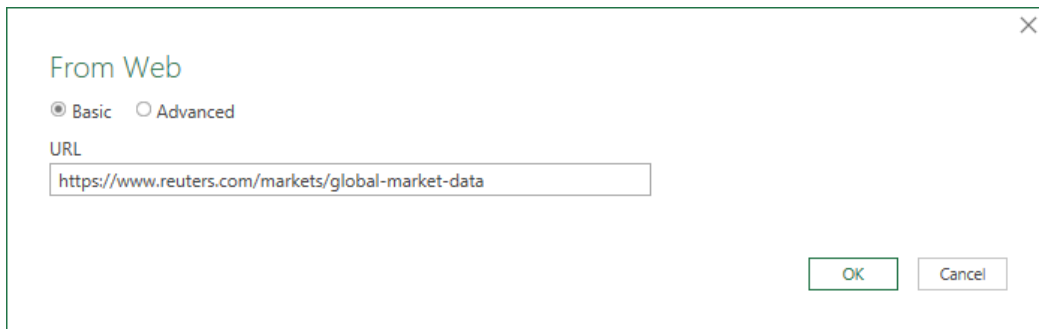 From Web
Basic Advanced
URL
https://www.reuters.com/markets/global-market-data
OK Cancel